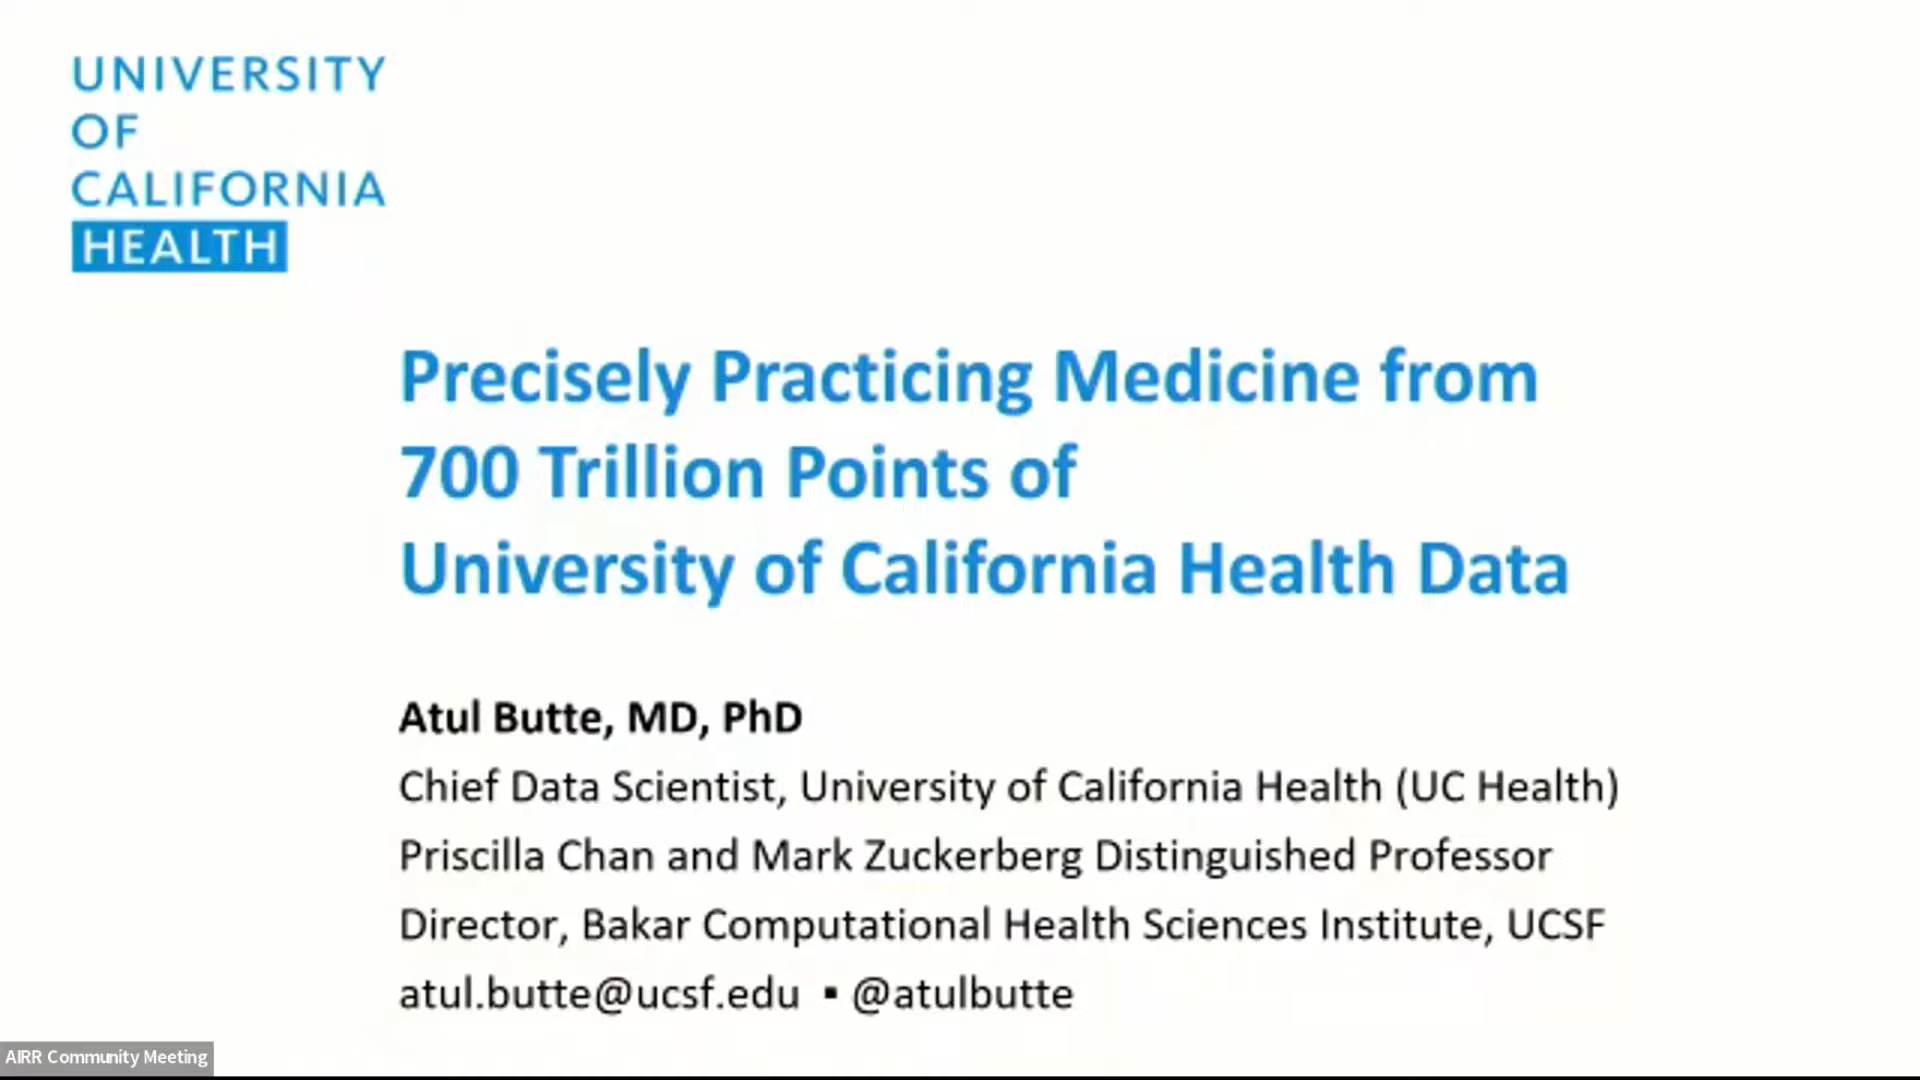 UNIVERSITY
OF
CALIFORNIA
HEALTH
Precisely Practicing Medicine from
700 Trillion Points of
University of California Health Data
Atul Butte, MD, PhD
Chief Data Scientist, University of California Health (UC Health)
Priscilla Chan and Mark Zuckerberg Distinguished Professor
Director, Bakar Computational Health Sciences Institute, UCSF
atul.butte@ucsf.edu ▪ @atulbutte
AIRR Community Meeting